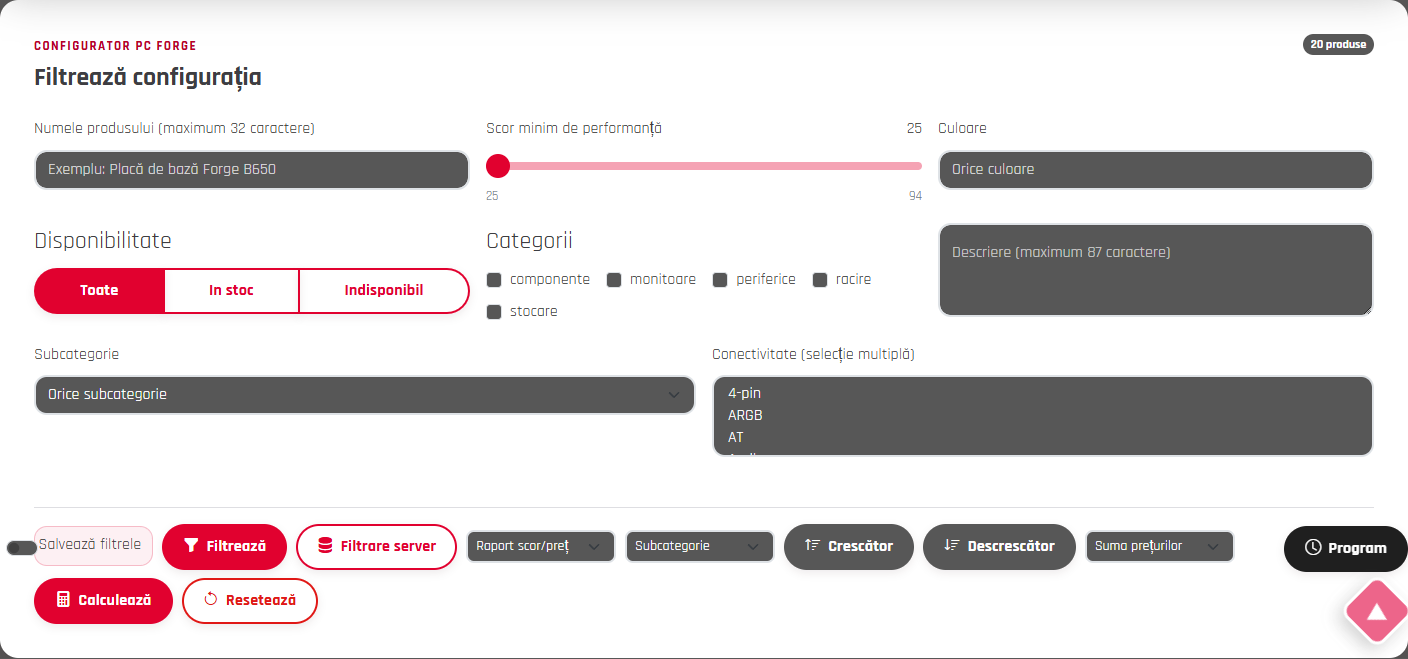 CONFIGURATOR PC FORGE
20 produse
Filtrează configurația
Numele produsului (maximum 32 caractere)
Scor minim de performanță
25
Culoare
Exemplu: Placă de bază Forge B650
Orice culoare
25
94
Disponibilitate
Categorii
Descriere (maximum 87 caractere)
Toate
In stoc
Indisponibil
componente
monitoare
periferice
racire
stocare
Subcategorie
Conectivitate (selecție multiplă)
Orice subcategorie
4-pin
ARGB
AT
Salvează filtrele
Filtrează
Filtrare server
Raport scor/preț
Subcategorie
Crescător
Descrescător
Suma prețurilor
Program
Calculează
Resetează